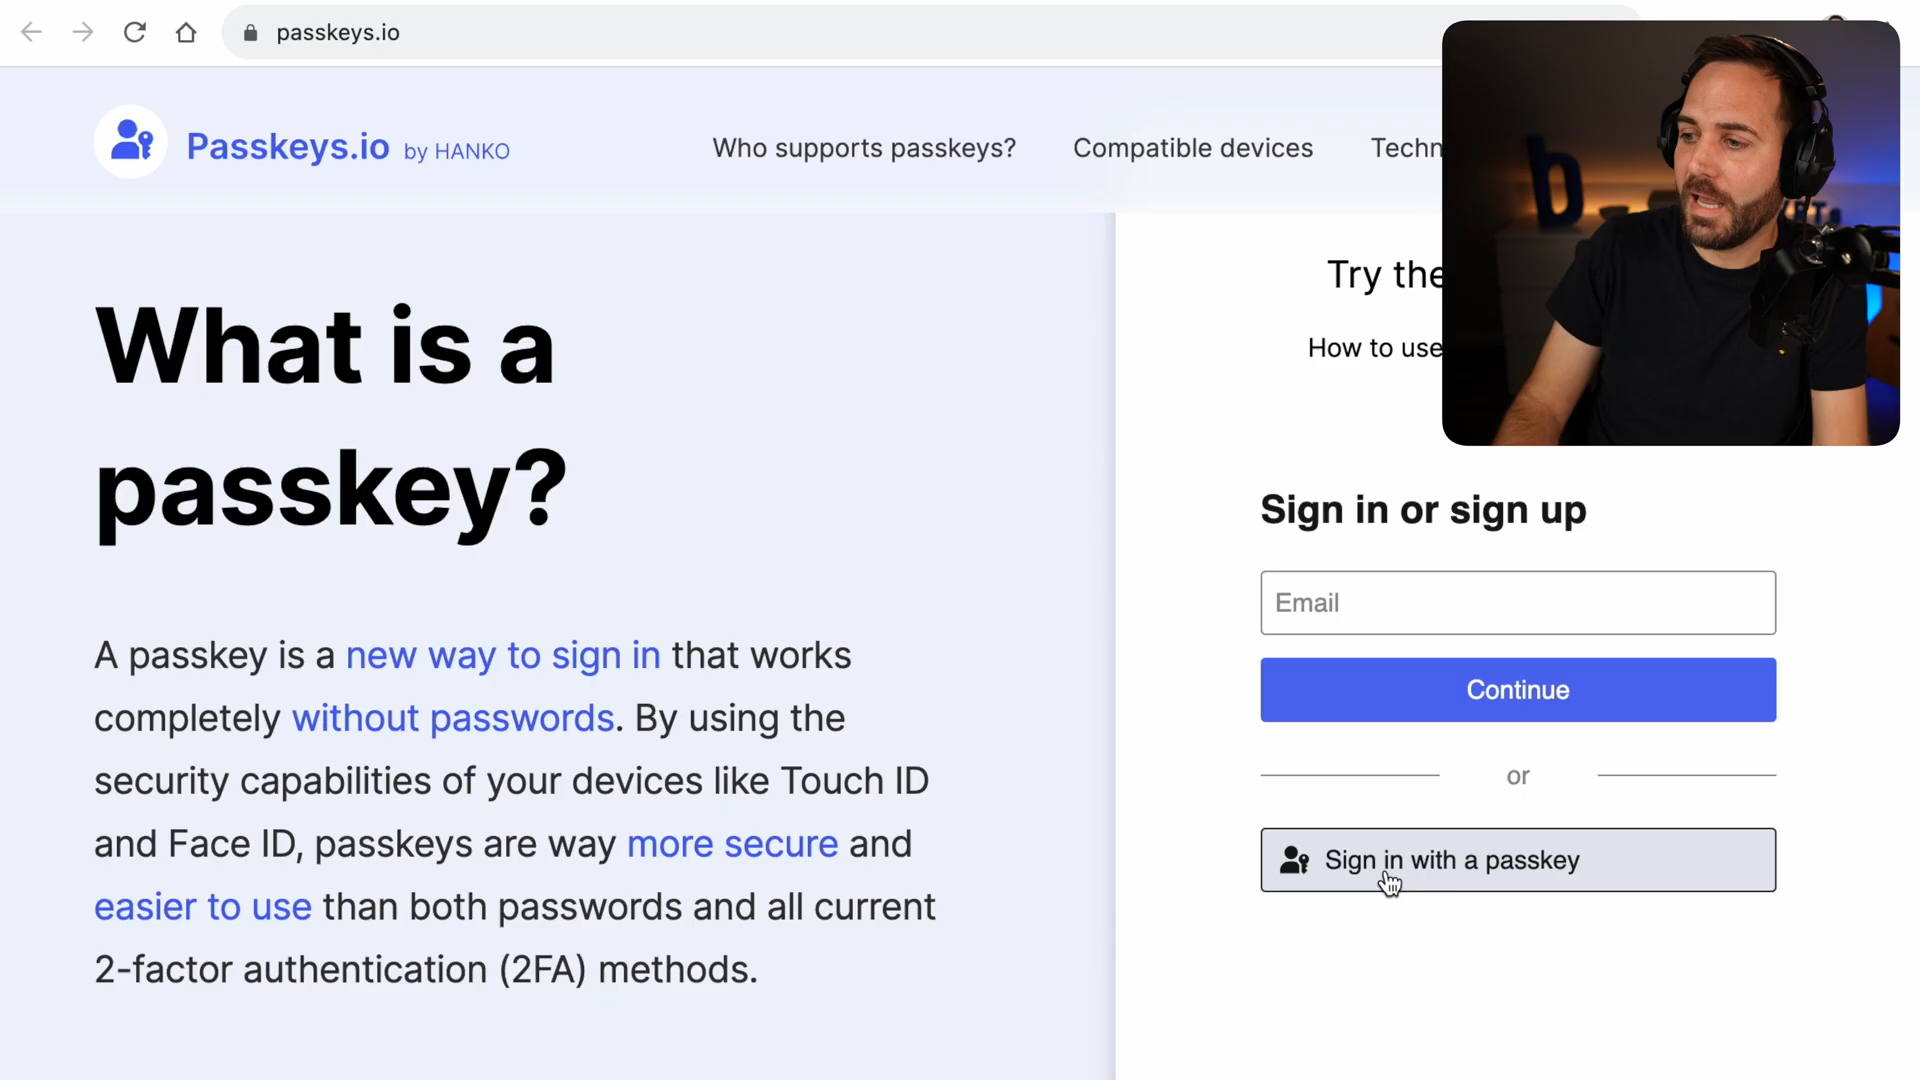 passkeys.io
Passkeys.io by HANKO
Who supports passkeys?
Compatible devices
Techn
What is a
passkey?
A passkey is a new way to sign in that works
completely without passwords. By using the
security capabilities of your devices like Touch ID
and Face ID, passkeys are way more secure and
easier to use than both passwords and all current
2-factor authentication (2FA) methods.
Try the
How to use
Sign in or sign up
Email
Continue
or
Sign in with a passkey
b